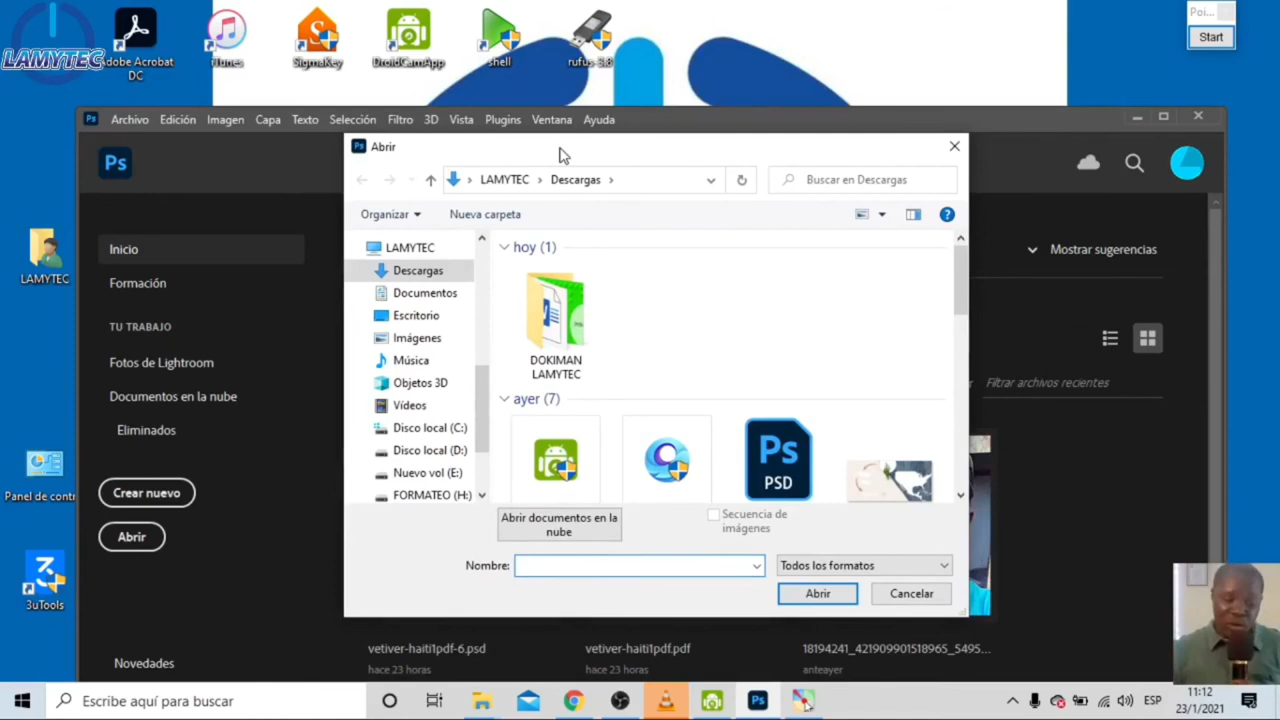 LAMYTEC
Adobe Acrobat
DC
iTunes
SigmaKey
DroidCamApp
shell
rufus-3.8
Poi...
Start
Ps
Archivo Edición Imagen Capa Texto Selección Filtro 3D Vista Plugins Ventana Ayuda
Ps
Ps Abrir
LAMYTEC > Descargas >
Buscar en Descargas
Organizar
Nueva carpeta
LAMYTEC
Descargas
Documentos
Escritorio
Imágenes
Música
Objetos 3D
Vídeos
Disco local (C:)
Disco local (D:)
Nuevo vol (E:)
FORMATEO (H:)
hoy (1)
DOKIMAN
LAMYTEC
ayer (7)
Ps
PSD
Abrir documentos en la
nube
Secuencia de
imágenes
Nombre:
Todos los formatos
Abrir
Cancelar
Inicio
Formación
TU TRABAJO
Fotos de Lightroom
Documentos en la nube
Eliminados
Crear nuevo
Abrir
Novedades
Mostrar sugerencias
Filtrar archivos recientes
vetiver-haiti1pdf-6.psd
hace 23 horas
vetiver-haiti1pdf.pdf
hace 23 horas
18194241_421909901518965_5495...
anteayer
LAMYTEC
Panel de contr
3uTools
Escribe aquí para buscar
Ps
ESP
11:12
23/1/2021